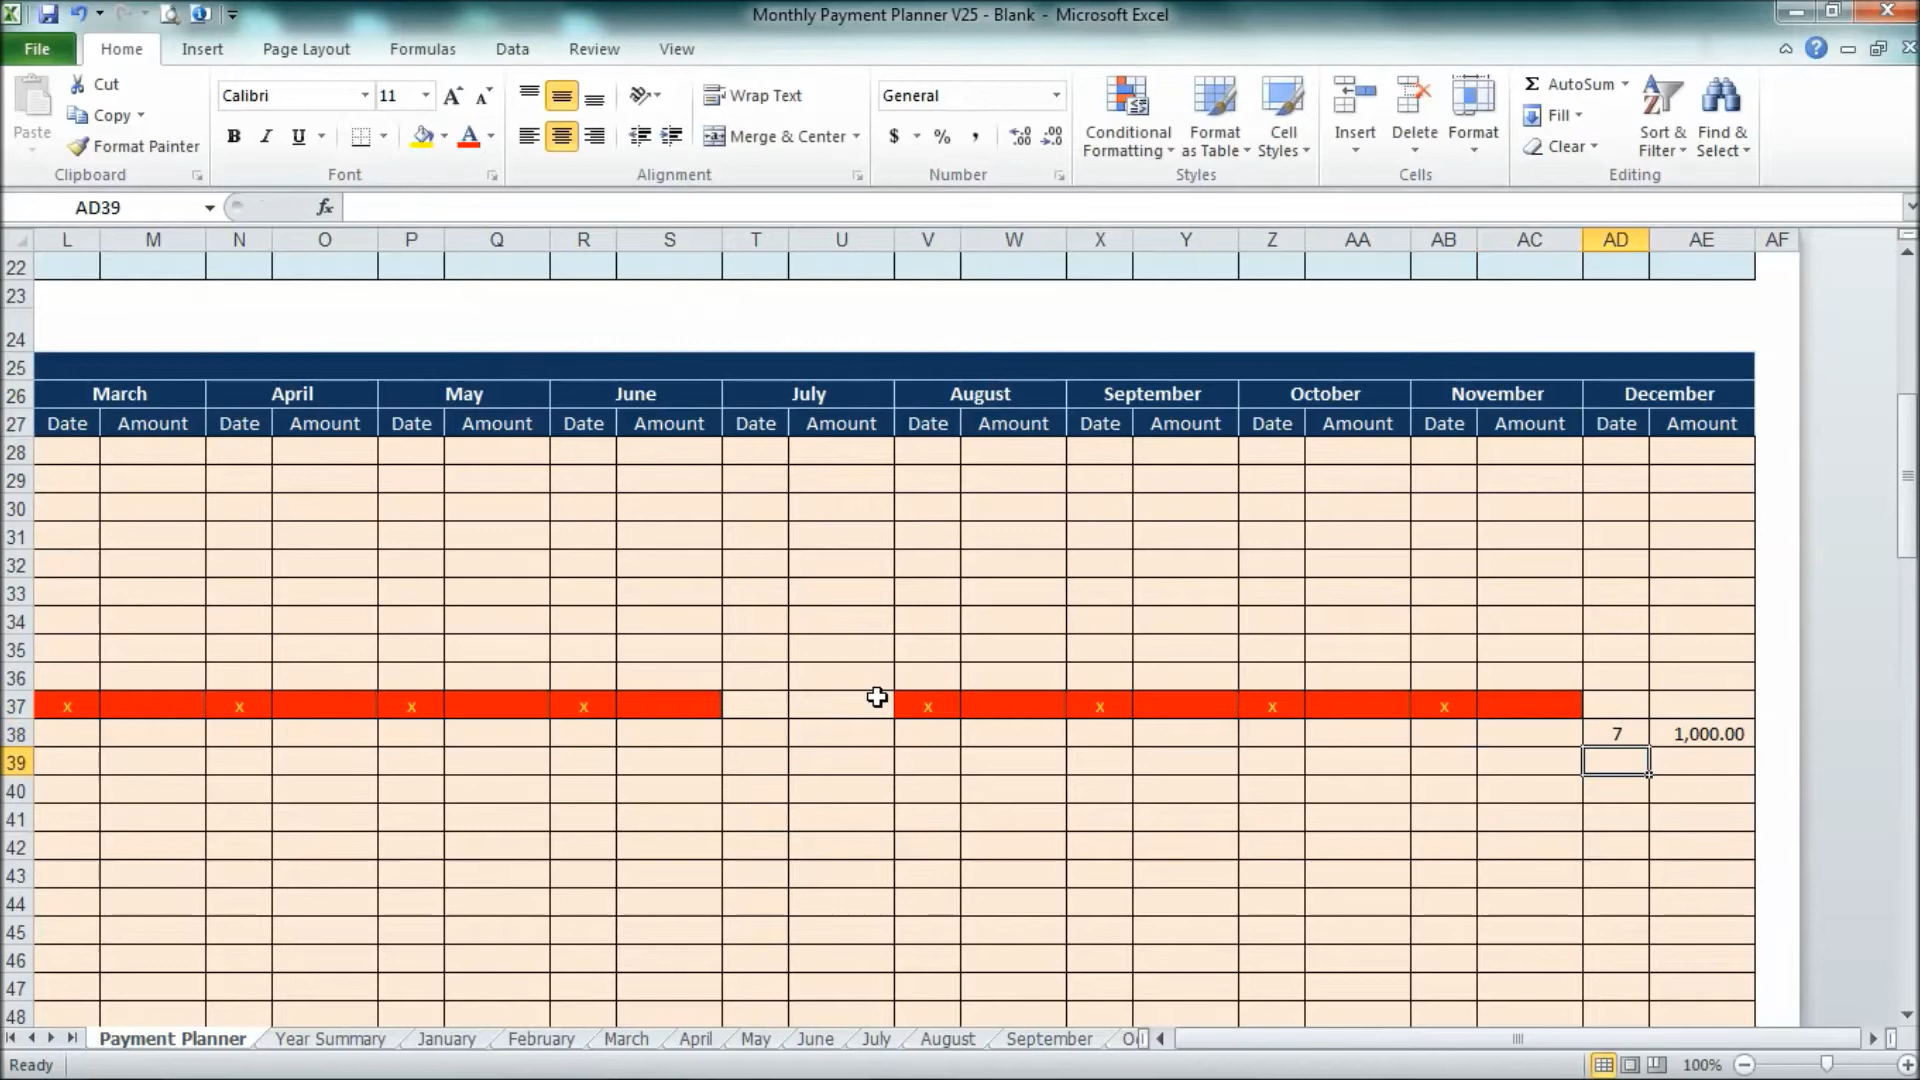 Monthly Payment Planner V25 - Blank - Microsoft Excel
File Home Insert Page Layout Formulas Data Review View
Paste Cut Copy Format Painter Clipboard
Calibri 11 B I U A Font
Wrap Text Merge & Center Alignment
General $ % , Number
Conditional Formatting Format as Table Cell Styles Styles
Insert Delete Format Cells
Σ AutoSum Fill Clear Sort & Filter Find & Select Editing
AD39 fx
L M N O P Q R S T U V W X Y Z AA AB AC AD AE AF
22
23
24
25
26 March April May June July August September October November December
27 Date Amount Date Amount Date Amount Date Amount Date Amount Date Amount Date Amount Date Amount Date Amount Date Amount
28
29
30
31
32
33
34
35
36
37 x x x x x x x x
38 7 1,000.00
39
40
41
42
43
44
45
46
47
48
Payment Planner Year Summary January February March April May June July August September
Ready 100%